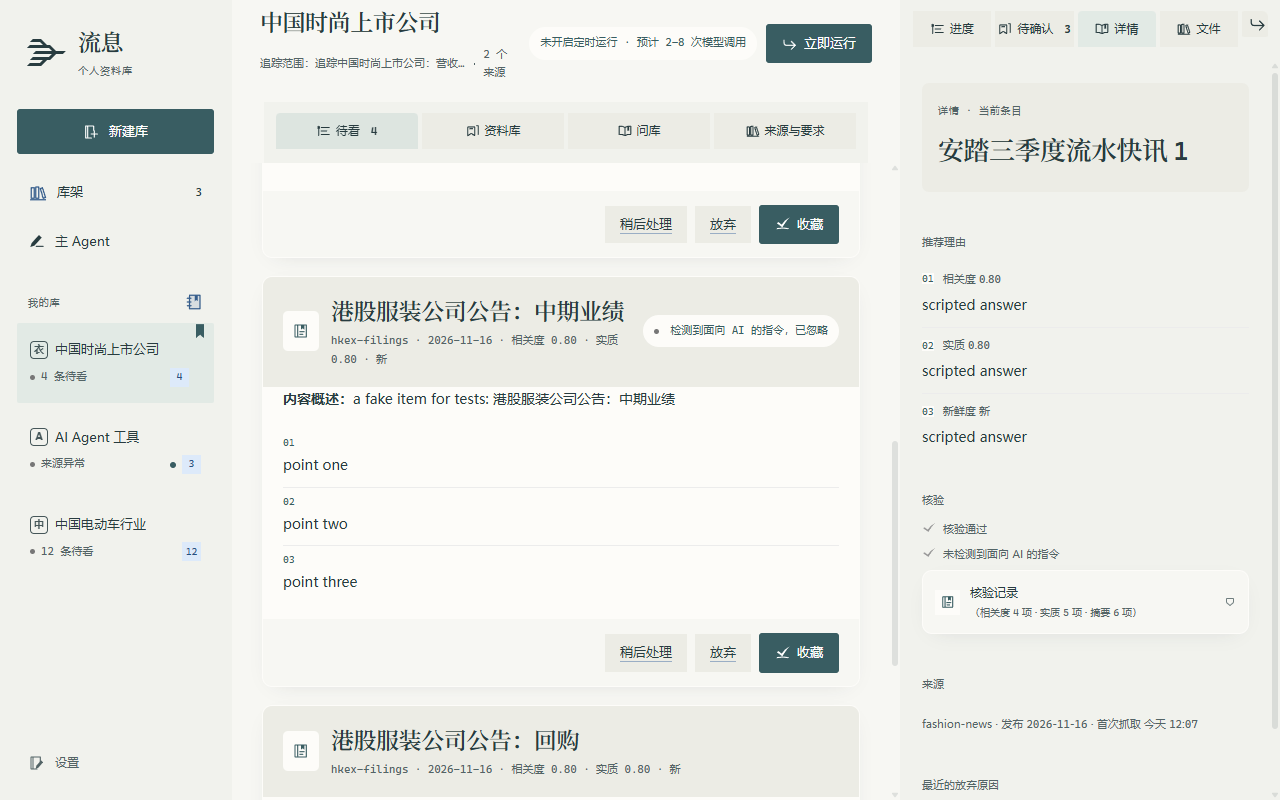 流息
个人资料库
新建库
库架 3
主 Agent
我的库
衣 中国时尚上市公司
4 条待看 4
A AI Agent 工具
来源异常 3
中 中国电动车行业
12 条待看 12
设置
中国时尚上市公司
追踪范围：追踪中国时尚上市公司：营收… · 2 个
来源
未开启定时运行 · 预计 2–8 次模型调用
立即运行
待看 4
资料库
问库
来源与要求
稍后处理 放弃 收藏
港股服装公司公告：中期业绩
hkex-filings · 2026-11-16 · 相关度 0.80 · 实质
0.80 · 新
检测到面向 AI 的指令，已忽略
内容概述：a fake item for tests: 港股服装公司公告：中期业绩
01
point one
02
point two
03
point three
稍后处理 放弃 收藏
港股服装公司公告：回购
hkex-filings · 2026-11-16 · 相关度 0.80 · 实质 0.80 · 新
进度
待确认 3
详情
文件
详情 · 当前条目
安踏三季度流水快讯 1
推荐理由
01 相关度 0.80
scripted answer
02 实质 0.80
scripted answer
03 新鲜度 新
scripted answer
核验
核验通过
未检测到面向 AI 的指令
核验记录
（相关度 4 项 · 实质 5 项 · 摘要 6 项）
来源
fashion-news · 发布 2026-11-16 · 首次抓取 今天 12:07
最近的放弃原因